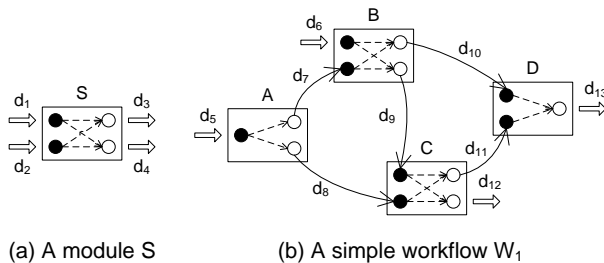 B
d6
d10
D
d7
S
A
d13
d1
d3
d5
d9
C
d11
d2
d4
d8
d12
(a) A module S
(b) A simple workflow W1